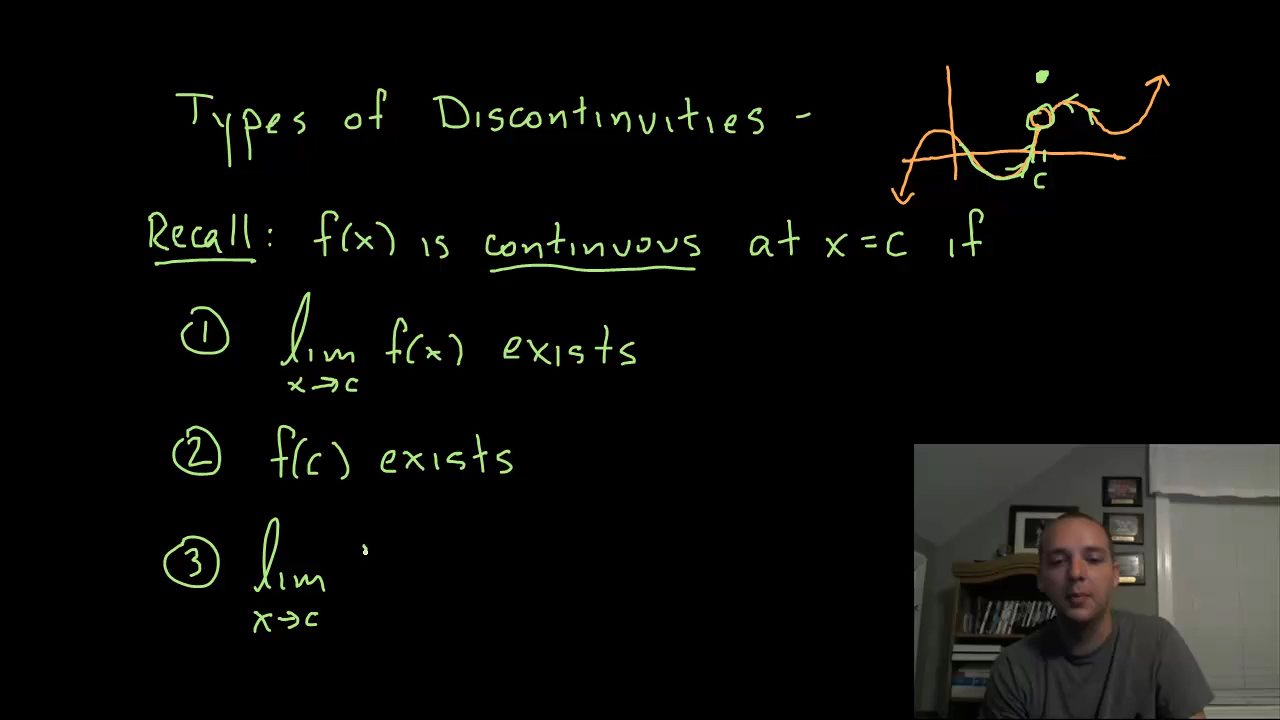 Types of Discontinuities -
C
Recall: f(x) is continuous at x=c if
① lim f(x) exists
x→c
② f(c) exists
③ lim
x→c